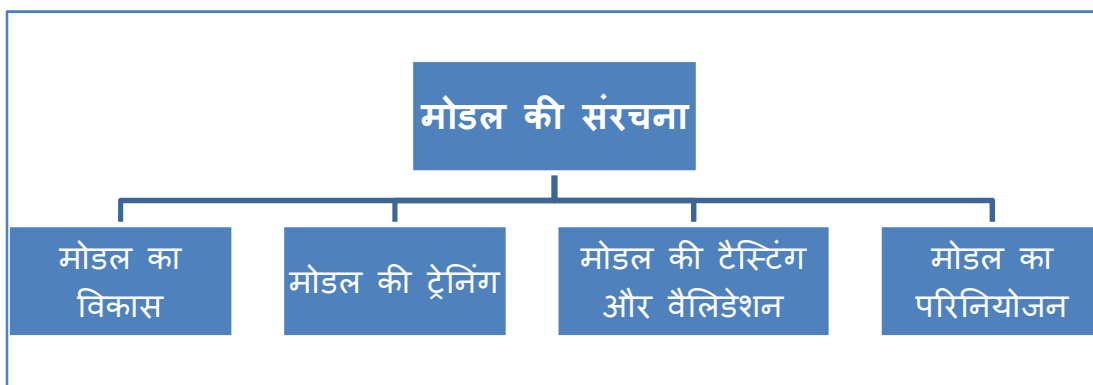 मोडल की संरचना
मोडल का
विकास
मोडल की ट्रेनिंग
मोडल की टैस्टिंग
और वैलिडेशन
मोडल का
परिनियोजन